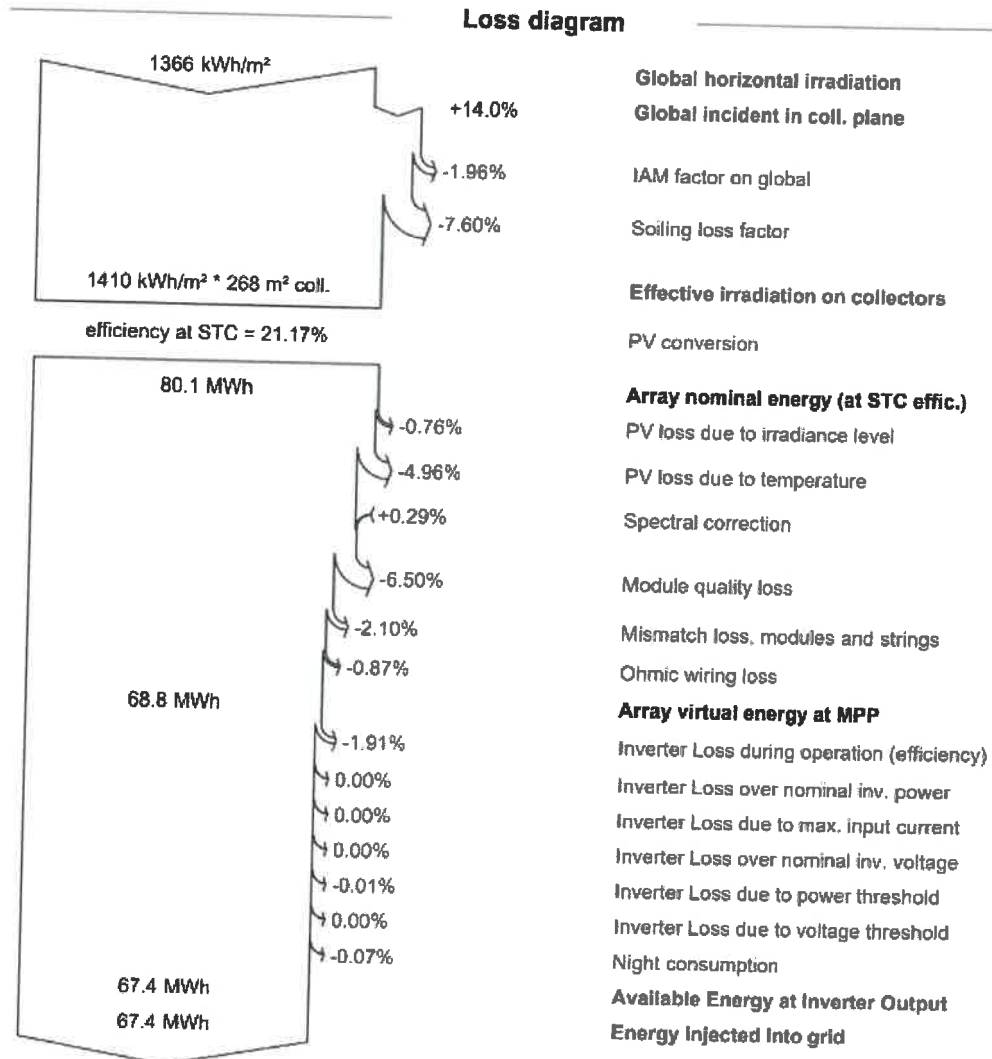 Loss diagram
1366 kWh/m²
Global horizontal irradiation
+14.0%
Global incident in coll. plane
-1.96%
IAM factor on global
-7.60%
Soiling loss factor
1410 kWh/m² * 268 m² coll.
Effective irradiation on collectors
efficiency at STC = 21.17%
PV conversion
80.1 MWh
Array nominal energy (at STC effic.)
-0.76%
PV loss due to irradiance level
-4.96%
PV loss due to temperature
+0.29%
Spectral correction
-6.50%
Module quality loss
-2.10%
Mismatch loss, modules and strings
-0.87%
Ohmic wiring loss
68.8 MWh
Array virtual energy at MPP
-1.91%
Inverter Loss during operation (efficiency)
0.00%
Inverter Loss over nominal inv. power
0.00%
Inverter Loss due to max. input current
0.00%
Inverter Loss over nominal inv. voltage
-0.01%
Inverter Loss due to power threshold
0.00%
Inverter Loss due to voltage threshold
-0.07%
Night consumption
67.4 MWh
Available Energy at Inverter Output
67.4 MWh
Energy injected into grid